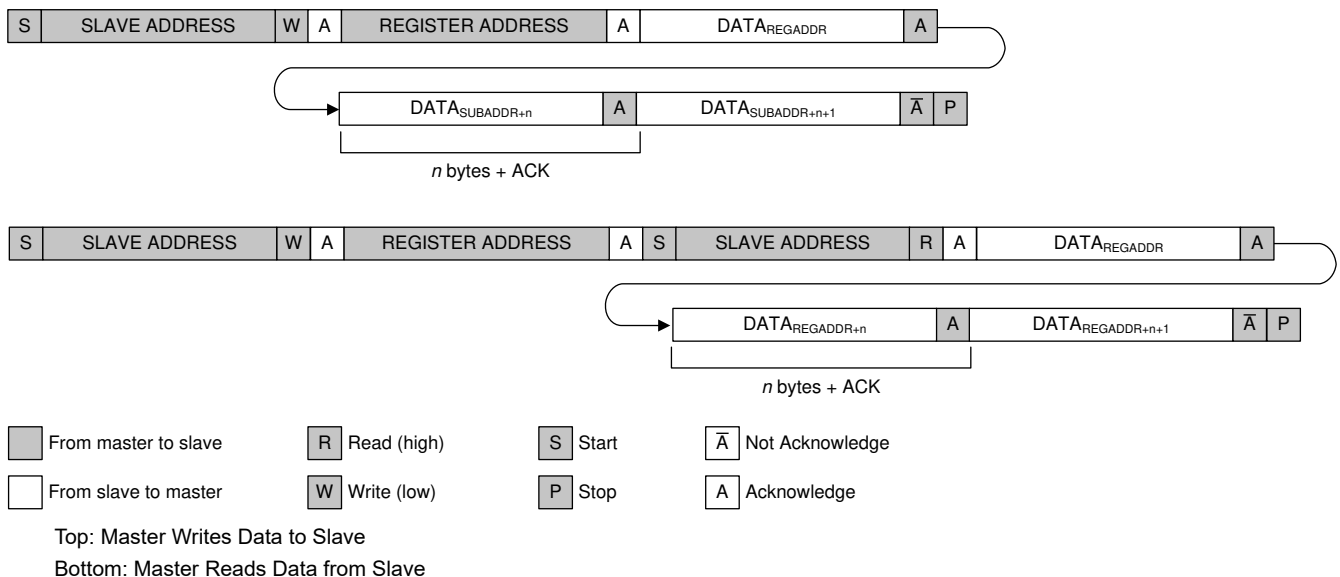 S SLAVE ADDRESS W A REGISTER ADDRESS A DATAREGADDR A
DATASUBADDR+n A DATASUBADDR+n+1 A̅ P
n bytes + ACK
S SLAVE ADDRESS W A REGISTER ADDRESS A S SLAVE ADDRESS R A DATAREGADDR A
DATAREGADDR+n A DATAREGADDR+n+1 A̅ P
n bytes + ACK
From master to slave R Read (high) S Start A̅ Not Acknowledge
From slave to master W Write (low) P Stop A Acknowledge
Top: Master Writes Data to Slave
Bottom: Master Reads Data from Slave